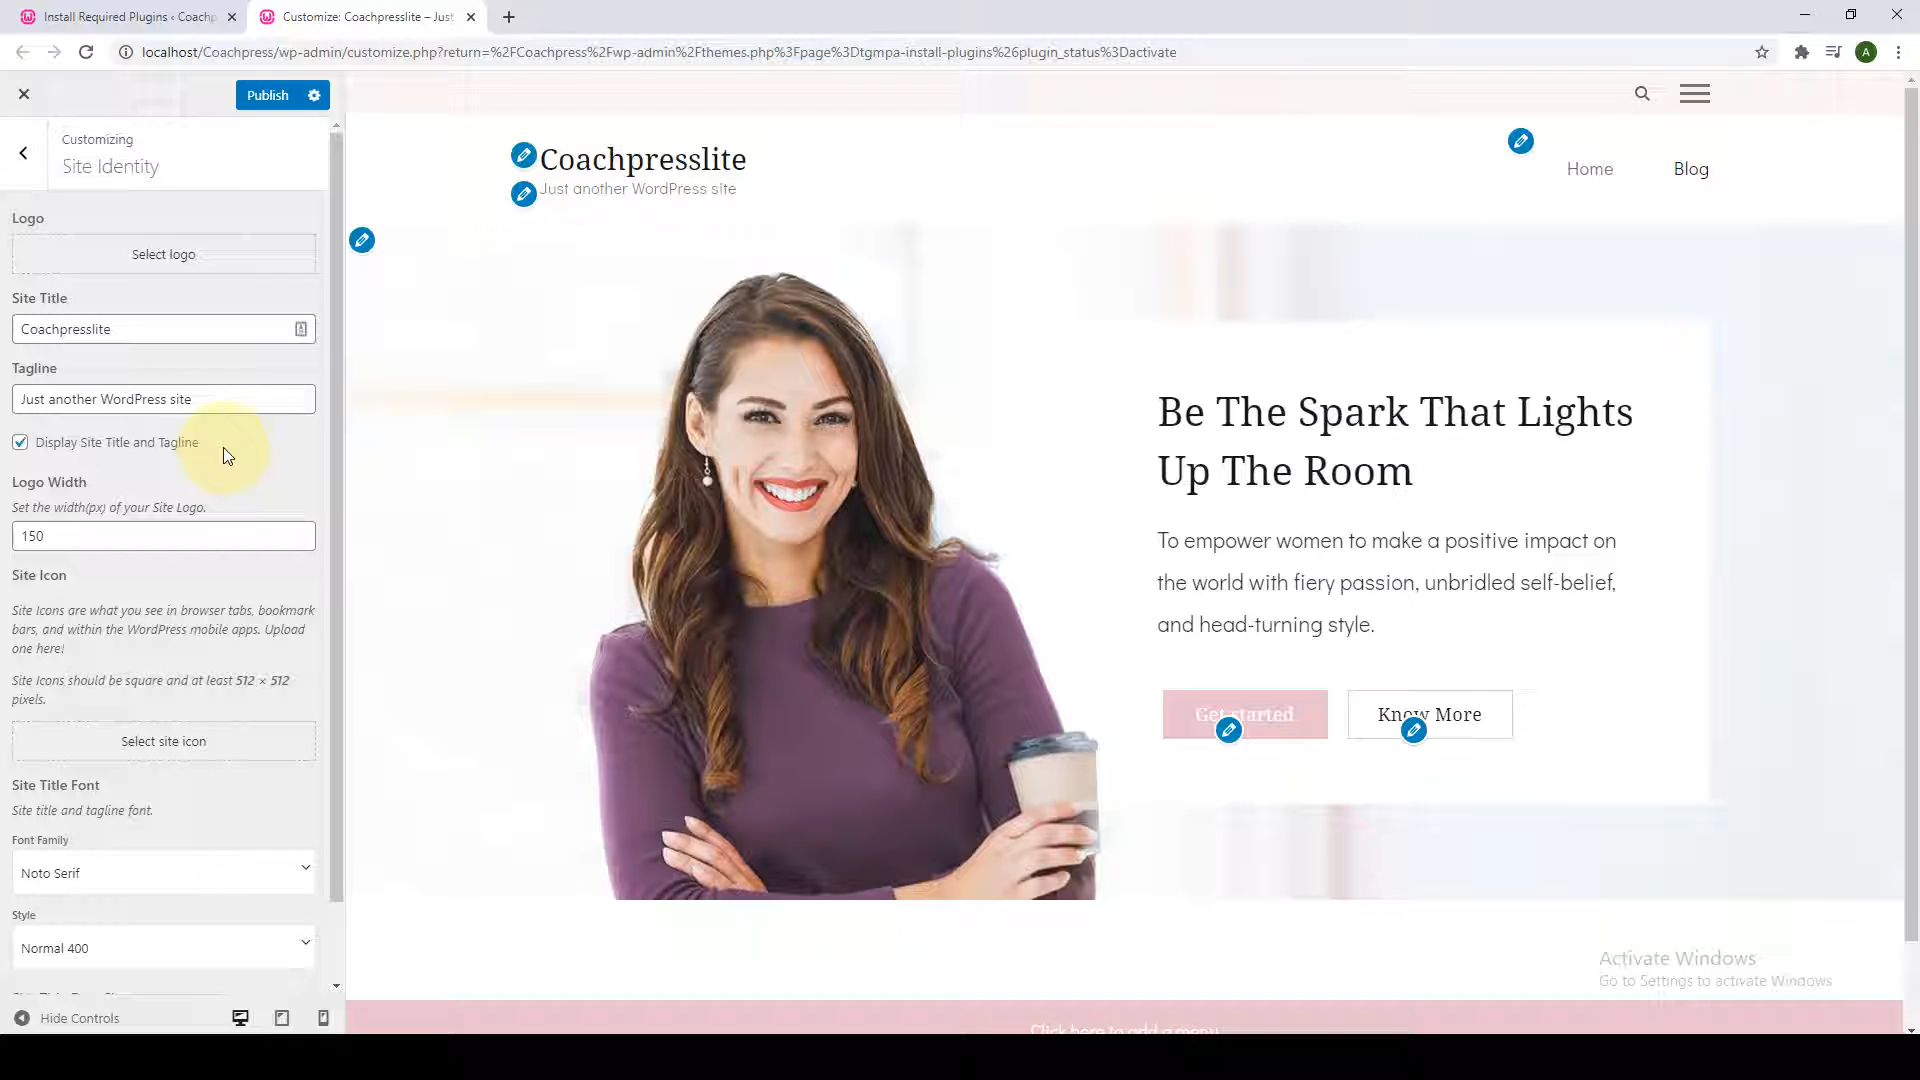 Install Required Plugins ‹ Coachp
Customize: Coachpresslite – Just
localhost/Coachpress/wp-admin/customize.php?return=%2FCoachpress%2Fwp-admin%2Fthemes.php%3Fpage%3Dtgmpa-install-plugins%26plugin_status%3Dactivate
A
Publish
Customizing
Site Identity
Logo
Select logo
Site Title
Coachpresslite
Tagline
Just another WordPress site
Display Site Title and Tagline
Logo Width
Set the width(px) of your Site Logo.
150
Site Icon
Site Icons are what you see in browser tabs, bookmark
bars, and within the WordPress mobile apps. Upload
one here!
Site Icons should be square and at least 512 × 512
pixels.
Select site icon
Site Title Font
Site title and tagline font.
Font Family
Noto Serif
Style
Normal 400
Hide Controls
Coachpresslite
Just another WordPress site
Home
Blog
Be The Spark That Lights
Up The Room
To empower women to make a positive impact on
the world with fiery passion, unbridled self-belief,
and head-turning style.
Get started
Know More
Activate Windows
Go to Settings to activate Windows
Click here to add a menu